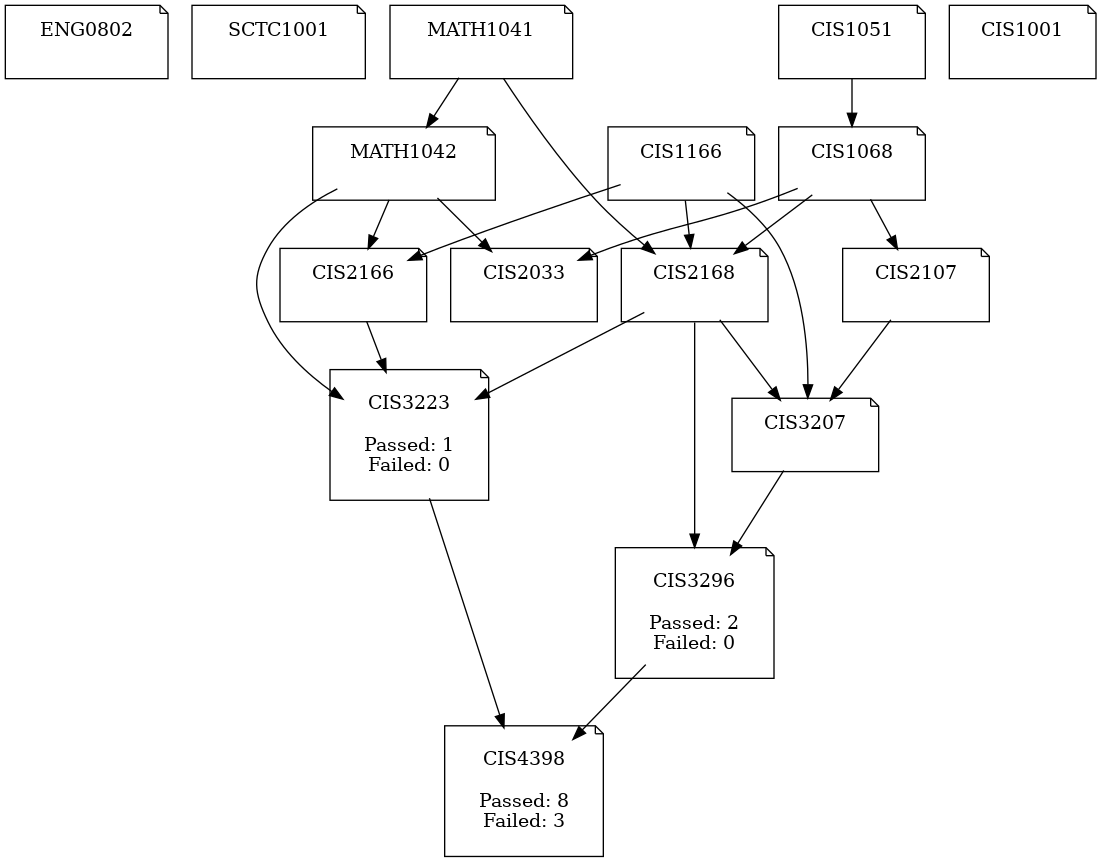 ENG0802
SCTC1001
MATH1041
CIS1051
CIS1001
MATH1042
CIS1166
CIS1068
CIS2166
CIS2033
CIS2168
CIS2107
CIS3223
Passed: 1
Failed: 0
CIS3207
CIS3296
Passed: 2
Failed: 0
CIS4398
Passed: 8
Failed: 3